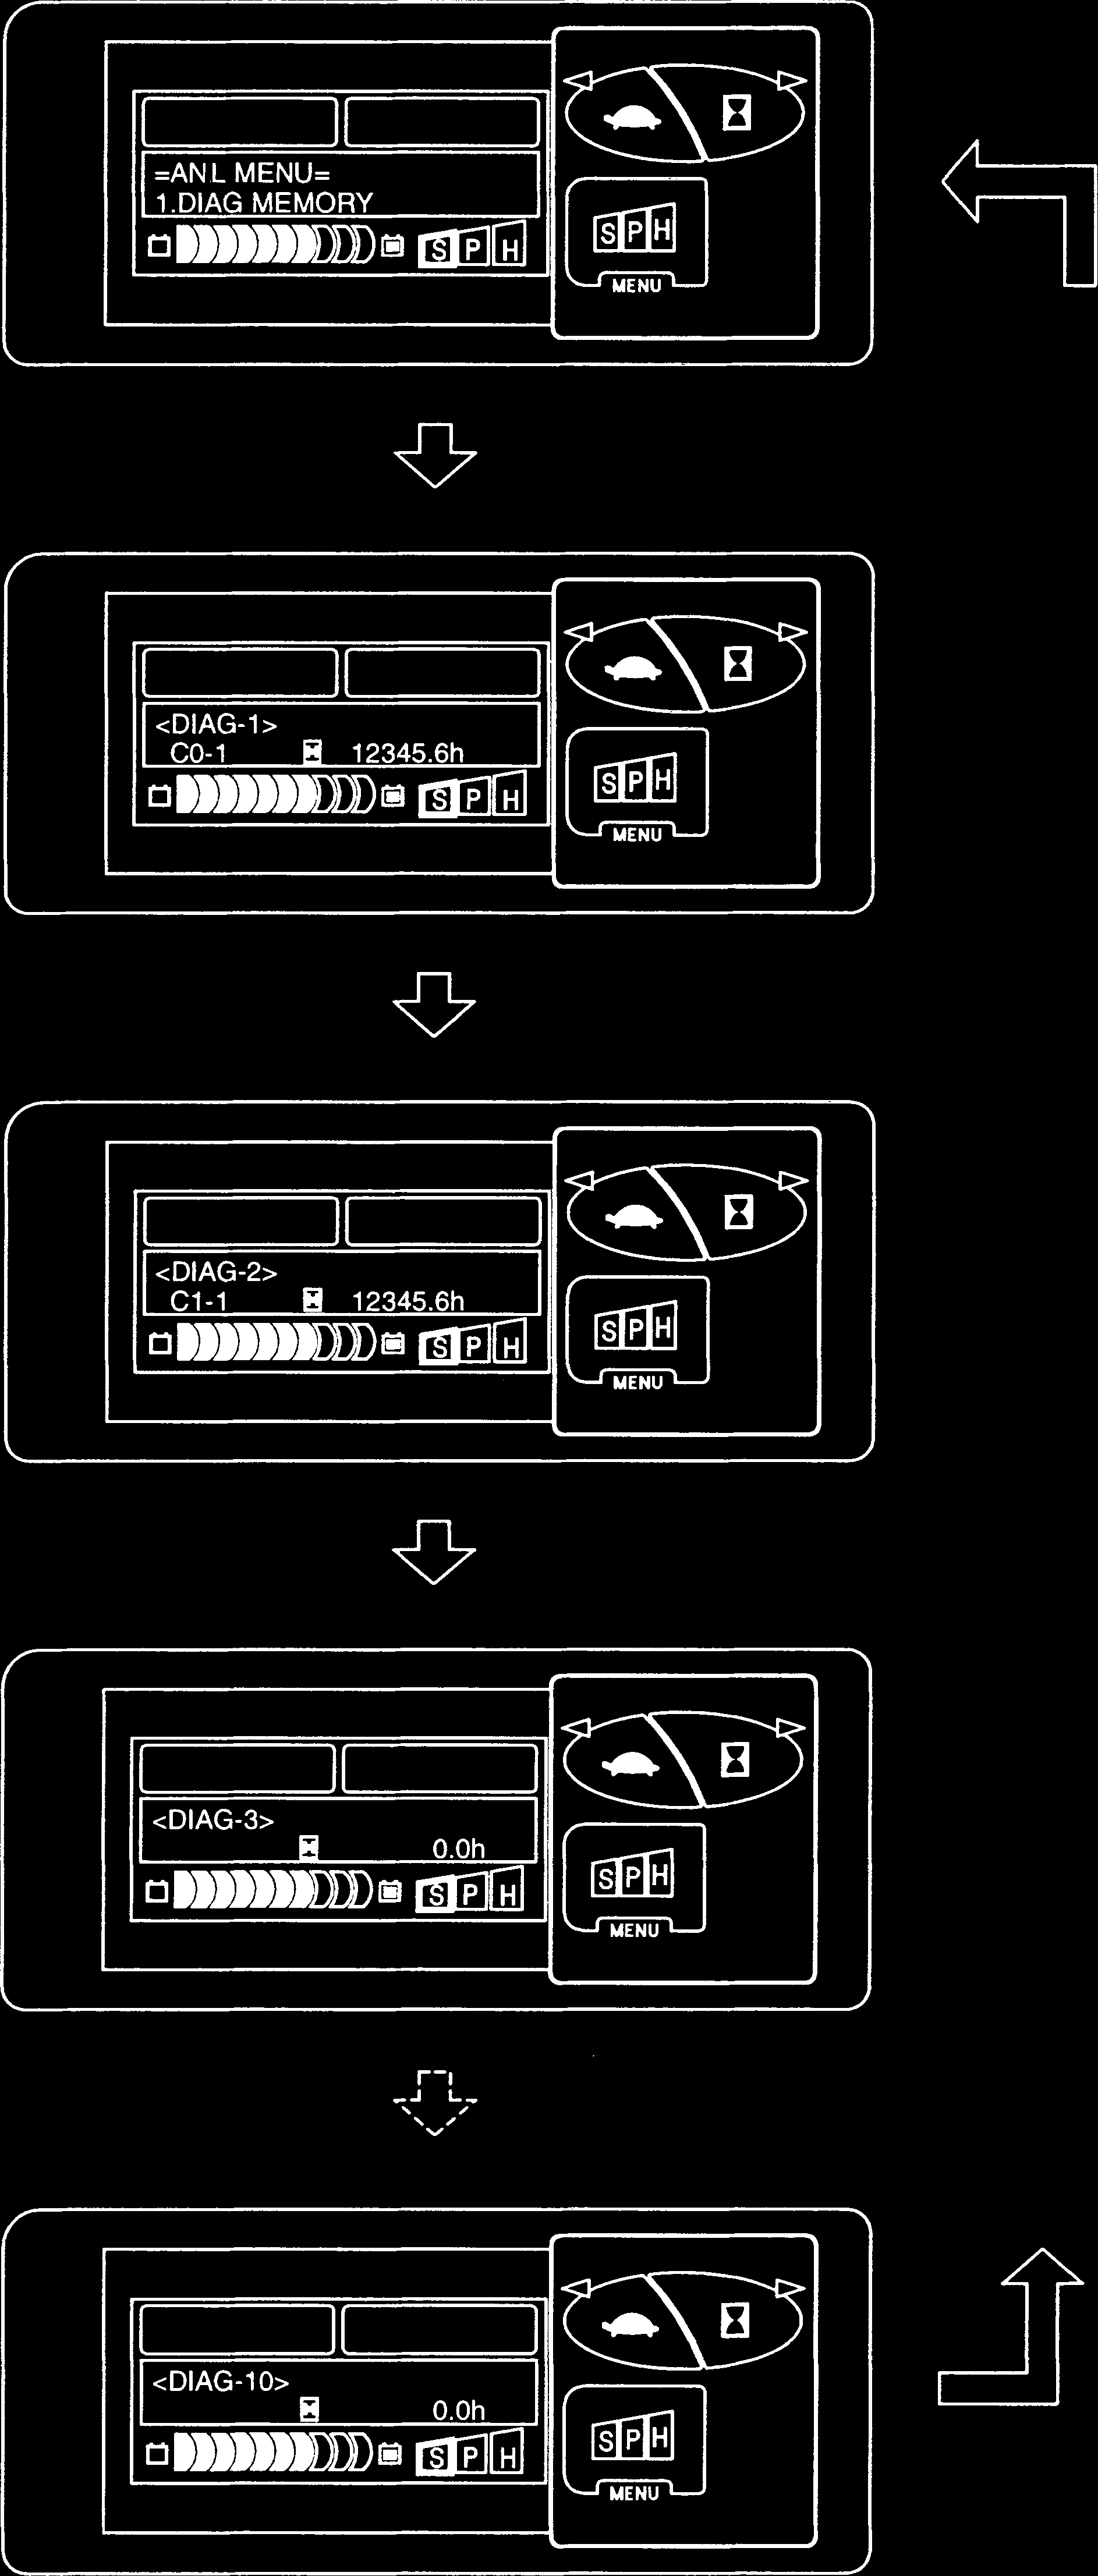 =ANL MENU=
1.DIAG MEMORY
S P H
S P H
MENU
<DIAG-1>
C0-1 12345.6h
S P H
S P H
MENU
<DIAG-2>
C1-1 12345.6h
S P H
S P H
MENU
<DIAG-3>
0.0h
S P H
S P H
MENU
<DIAG-10>
0.0h
S P H
S P H
MENU